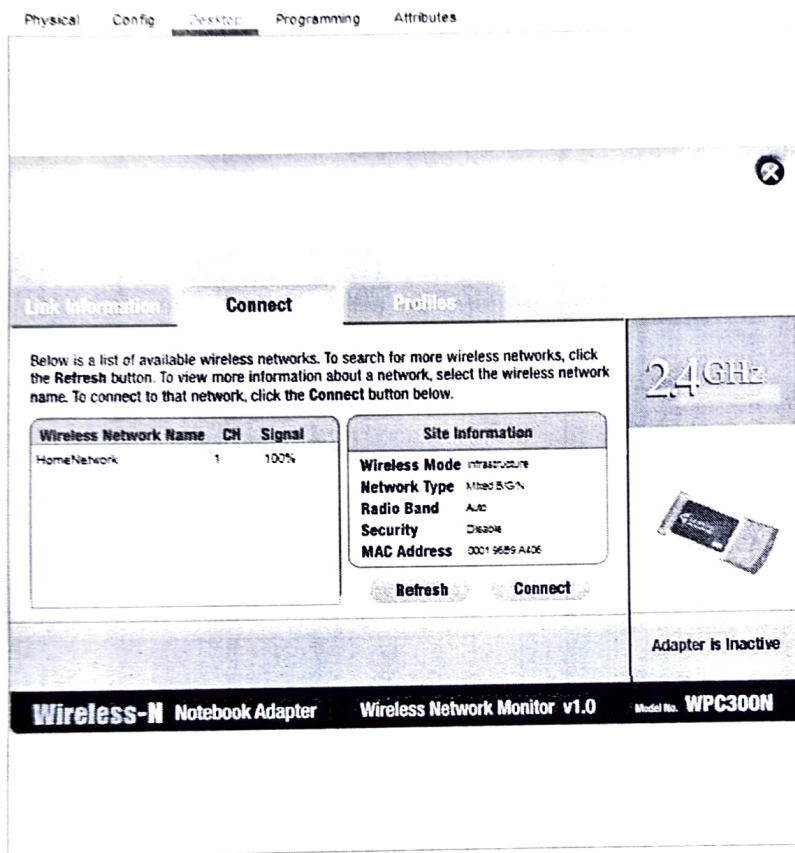 Physical Config Desktop Programming Attributes
Link Information Connect Profiles
Below is a list of available wireless networks. To search for more wireless networks, click
the Refresh button. To view more information about a network, select the wireless network
name. To connect to that network, click the Connect button below.
2.4GHz
Wireless Network Name CH Signal
HomeNetwork 1 100%
Site Information
Wireless Mode Infrastructure
Network Type Mixed B/G/N
Radio Band Auto
Security Disable
MAC Address 0001.96B9.A406
Refresh Connect
Adapter is Inactive
Wireless-N Notebook Adapter Wireless Network Monitor v1.0 Model No. WPC300N